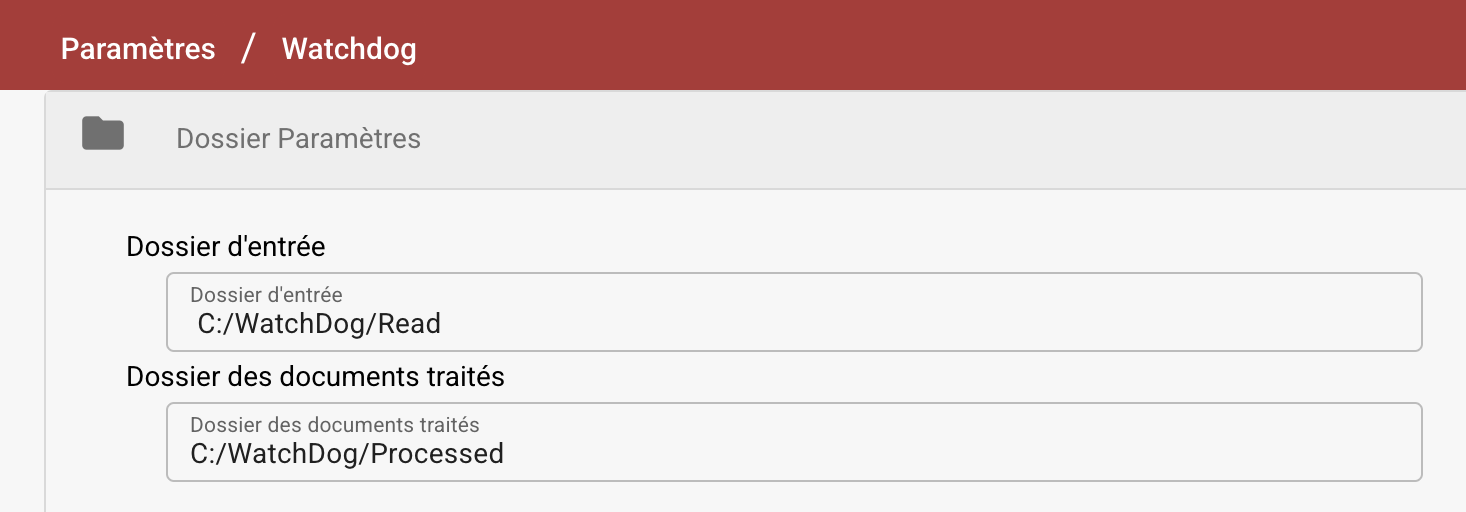 Paramètres / Watchdog
Dossier Paramètres
Dossier d'entrée
Dossier d'entrée
C:/WatchDog/Read
Dossier des documents traités
Dossier des documents traités
C:/WatchDog/Processed